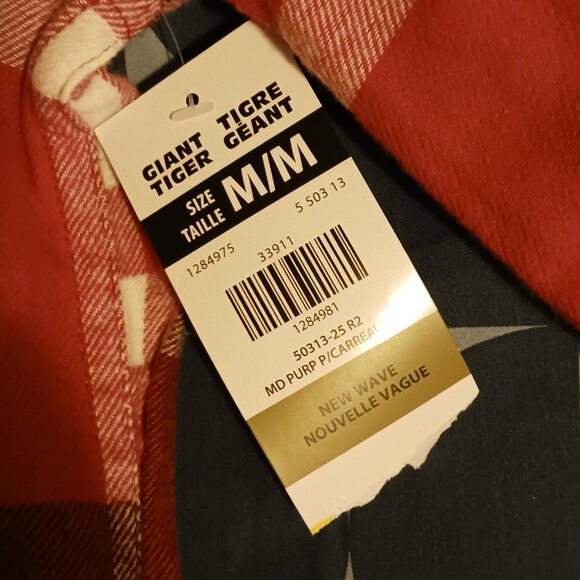 GIANT TIGER
TIGRE GÉANT
SIZE
TAILLE
M/M
1284975
33911
5 503 13
1284981
50313-25 R2
MD PURP P/CARREAU
NEW WAVE
NOUVELLE VAGUE